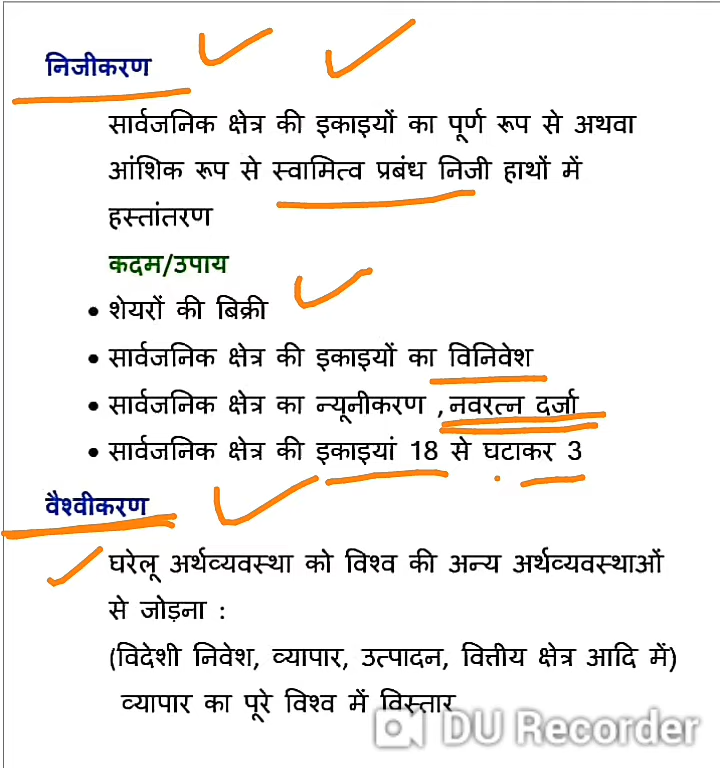 निजीकरण
सार्वजनिक क्षेत्र की इकाइयों का पूर्ण रूप से अथवा
आंशिक रूप से स्वामित्व प्रबंध निजी हाथों में
हस्तांतरण
कदम/उपाय
• शेयरों की बिक्री
• सार्वजनिक क्षेत्र की इकाइयों का विनिवेश
• सार्वजनिक क्षेत्र का न्यूनीकरण ,नवरत्न दर्जा
• सार्वजनिक क्षेत्र की इकाइयां 18 से घटाकर 3
वैश्वीकरण
घरेलू अर्थव्यवस्था को विश्व की अन्य अर्थव्यवस्थाओं
से जोड़ना :
(विदेशी निवेश, व्यापार, उत्पादन, वित्तीय क्षेत्र आदि में)
व्यापार का पूरे विश्व में विस्तार
DU Recorder